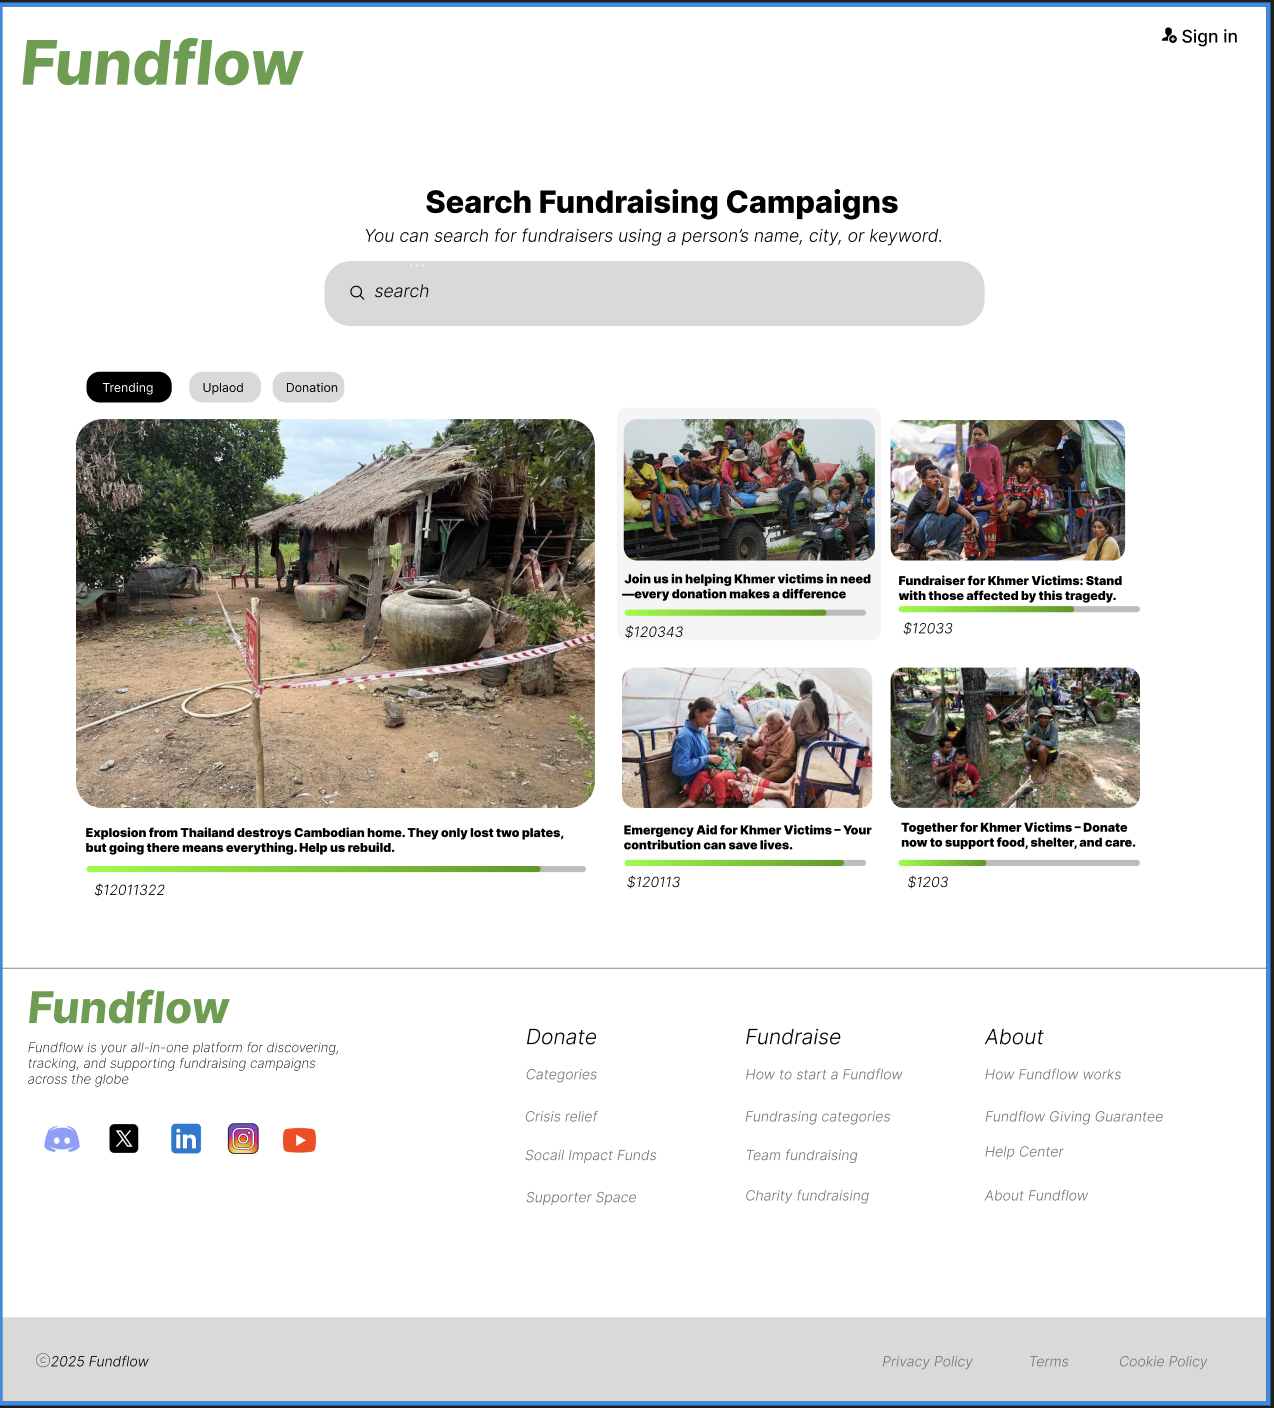 Fundflow
Sign in
Search Fundraising Campaigns
You can search for fundraisers using a person’s name, city, or keyword.
search
Trending
Uplaod
Donation
Explosion from Thailand destroys Cambodian home. They only lost two plates,
but going there means everything. Help us rebuild.
$12011322
Join us in helping Khmer victims in need
—every donation makes a difference
$120343
Fundraiser for Khmer Victims: Stand
with those affected by this tragedy.
$12033
Emergency Aid for Khmer Victims – Your
contribution can save lives.
$120113
Together for Khmer Victims – Donate
now to support food, shelter, and care.
$1203
Fundflow
Fundflow is your all-in-one platform for discovering,
tracking, and supporting fundraising campaigns
across the globe
Donate
Categories
Crisis relief
Socail Impact Funds
Supporter Space
Fundraise
How to start a Fundflow
Fundrasing categories
Team fundraising
Charity fundraising
About
How Fundflow works
Fundflow Giving Guarantee
Help Center
About Fundflow
©2025 Fundflow
Privacy Policy
Terms
Cookie Policy